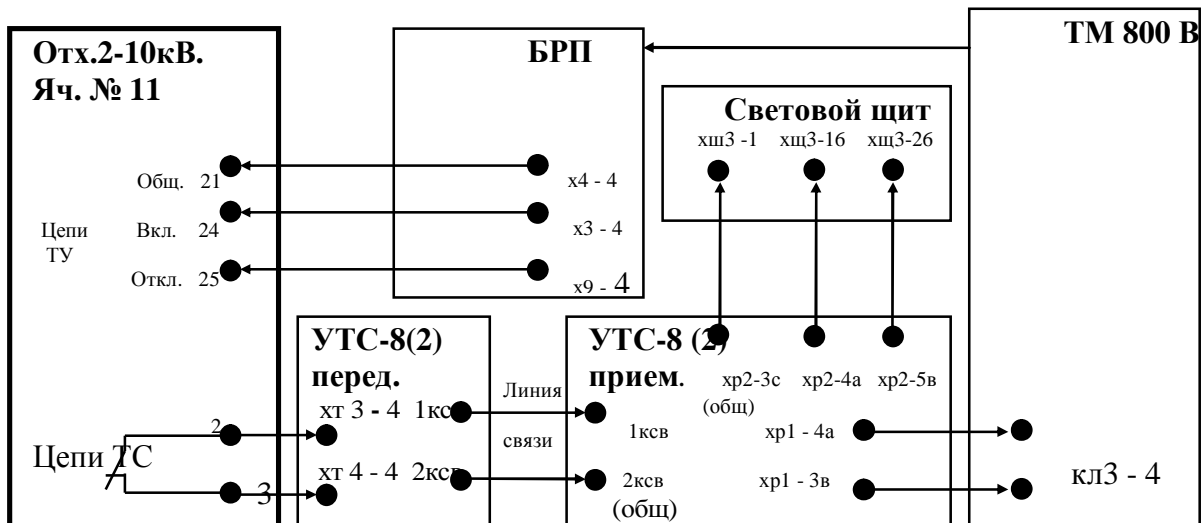 Отх.2-10кВ.
Яч. № 11
БРП
ТМ 800 В
Световой щит
хш3 -1 хщ3-16 хщ3-26
Общ. 21
х4 - 4
Цепи
ТУ
Вкл. 24
х3 - 4
Откл. 25
х9 - 4
УТС-8(2)
перед.
УТС-8 (2)
прием.
хр2-3с хр2-4а хр2-5в
(общ)
Линия
связи
хт 3 - 4 1ксв
1ксв
хр1 - 4а
2
Цепи ТС
хт 4 - 4 2ксв
2ксв
(общ)
хр1 - 3в
кл3 - 4
3